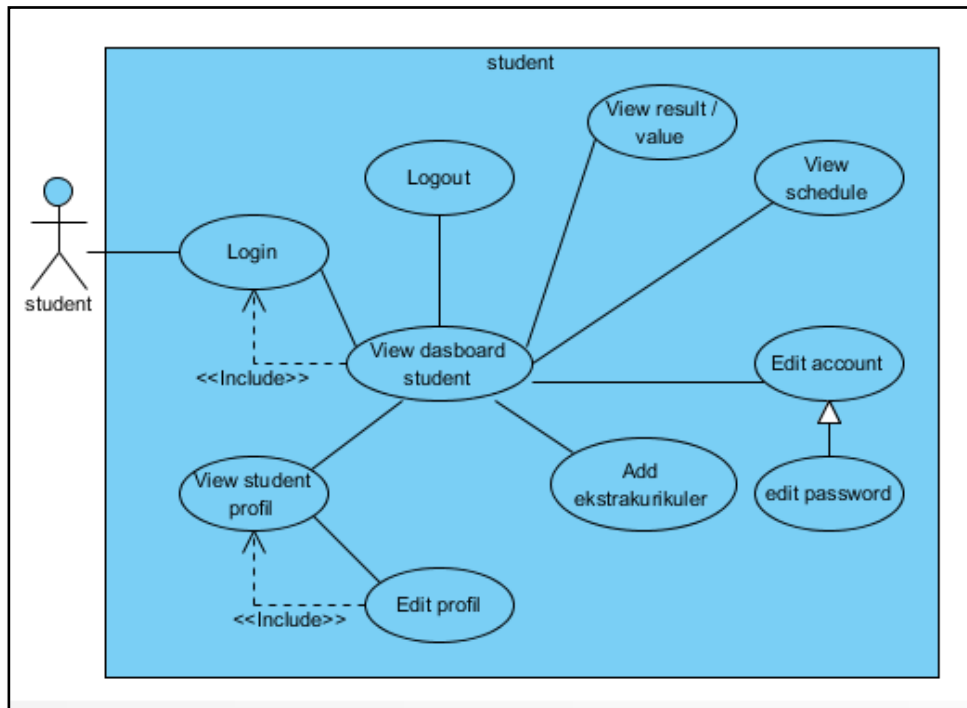 student
View result /
value
View
schedule
Logout
Login
student
View dasboard
student
Edit account
<<Include>>
View student
profil
Add
ekstrakurikuler
edit password
Edit profil
<<Include>>